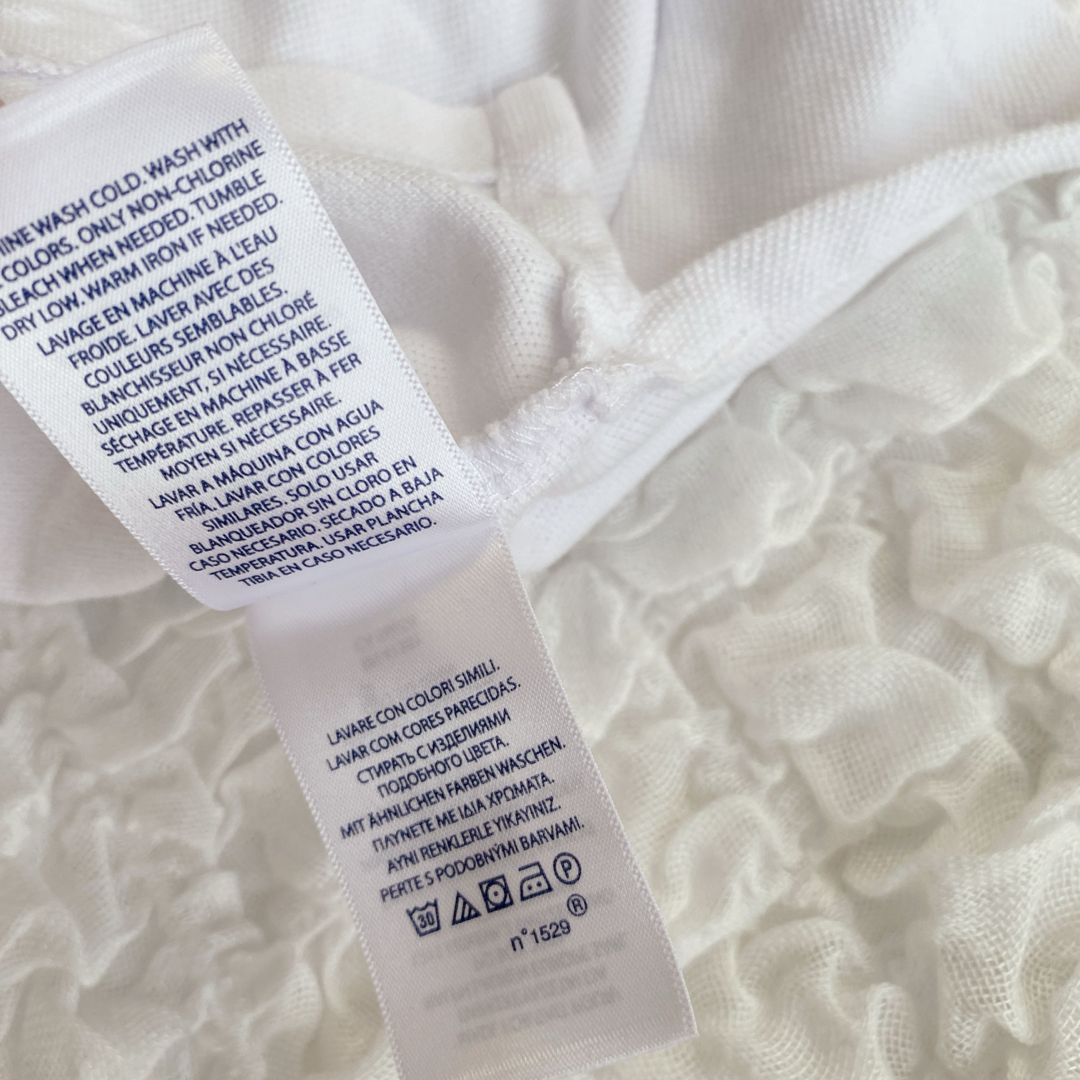 WASH COLD. WASH WITH
COLORS. ONLY NON-CHLORINE
BLEACH WHEN NEEDED. TUMBLE
DRY LOW. WARM IRON IF NEEDED.
LAVAGE EN MACHINE À L'EAU
FROIDE. LAVER AVEC DES
COULEURS SEMBLABLES.
BLANCHISSEUR NON CHLORÉ
UNIQUEMENT, SI NÉCESSAIRE.
SÉCHAGE EN MACHINE À BASSE
TEMPÉRATURE. REPASSER À FER
MOYEN SI NÉCESSAIRE.
LAVAR A MÁQUINA CON AGUA
FRÍA. LAVAR CON COLORES
SIMILARES. SOLO USAR
BLANQUEADOR SIN CLORO EN
CASO NECESARIO. SECADO A BAJA
TEMPERATURA. USAR PLANCHA
TIBIA EN CASO NECESARIO.
LAVARE CON COLORI SIMILI.
LAVAR COM CORES PARECIDAS.
СТИРАТЬ С ИЗДЕЛИЯМИ
ПОДОБНОГО ЦВЕТА.
MIT ÄHNLICHEN FARBEN WASCHEN.
ΠΛΥΝΕΤΕ ΜΕ ΙΔΙΑ ΧΡΩΜΑΤΑ.
AYNI RENKLERLE YIKAYINIZ.
PERTE S PODOBNÝMI BARVAMI.
30 P
n°1529 ®